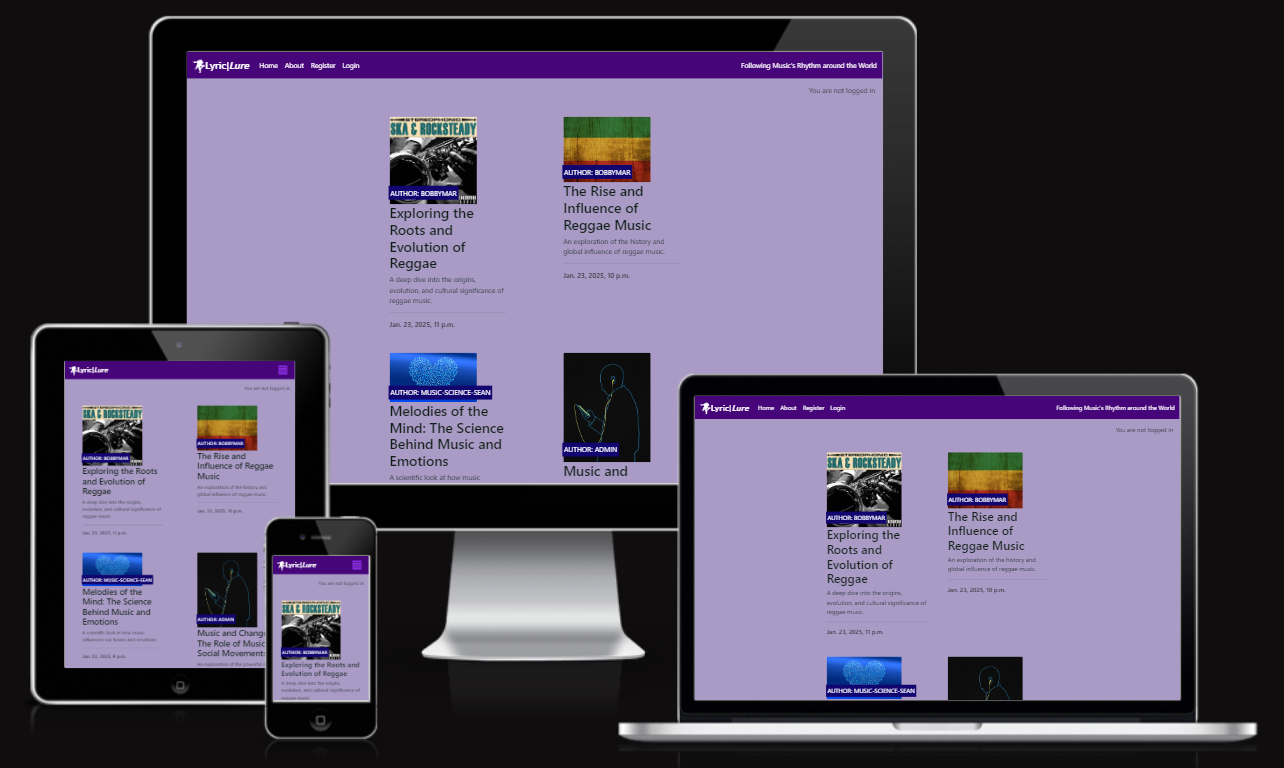 Lyric|Lure Home About Register Login Following Music's Rhythm around the World
You are not logged in
STEREOPHONIC
SKA & ROCKSTEADY
AUTHOR: BOBBYMAR
Exploring the
Roots and
Evolution of
Reggae
A deep dive into the origins,
evolution, and cultural significance of
reggae music.
Jan. 23, 2025, 11 p.m.
AUTHOR: BOBBYMAR
The Rise and
Influence of
Reggae Music
An exploration of the history and
global influence of reggae music.
Jan. 23, 2025, 10 p.m.
AUTHOR: MUSIC-SCIENCE-SEAN
Melodies of the
Mind: The Science
Behind Music and
Emotions
A scientific look at how music
AUTHOR: ADMIN
Music and
Lyric|Lure
You are not logged in
SKA & ROCKSTEADY
AUTHOR: BOBBYMAR
Exploring the Roots
and Evolution of
Reggae
A deep dive into the origins,
evolution, and cultural significance of
reggae music.
Jan. 23, 2025, 11 p.m.
AUTHOR: BOBBYMAR
The Rise and
Influence of Reggae
Music
An exploration of the history and
global influence of reggae music.
Jan. 23, 2025, 10 p.m.
AUTHOR: MUSIC-SCIENCE-SEAN
Melodies of the
Mind: The Science
Behind Music and
Emotions
A scientific look at how music
influences our brains and emotions.
Jan. 23, 2025, 9 p.m.
AUTHOR: ADMIN
Music and Change
The Role of Music
Social Movement
An exploration of the powerful
Lyric|Lure
You are not logged in
SKA & ROCKSTEADY
AUTHOR: BOBBYMAR
Exploring the Roots and
Evolution of Reggae
A deep dive into the origins,
evolution, and cultural significance of
reggae music.
Lyric|Lure Home About Register Login Following Music's Rhythm around the World
You are not logged in
SKA & ROCKSTEADY
AUTHOR: BOBBYMAR
Exploring the
Roots and
Evolution of
Reggae
A deep dive into the origins,
evolution, and cultural significance of
reggae music.
Jan. 23, 2025, 11 p.m.
AUTHOR: BOBBYMAR
The Rise and
Influence of
Reggae Music
An exploration of the history and
global influence of reggae music.
Jan. 23, 2025, 10 p.m.
AUTHOR: MUSIC-SCIENCE-SEAN